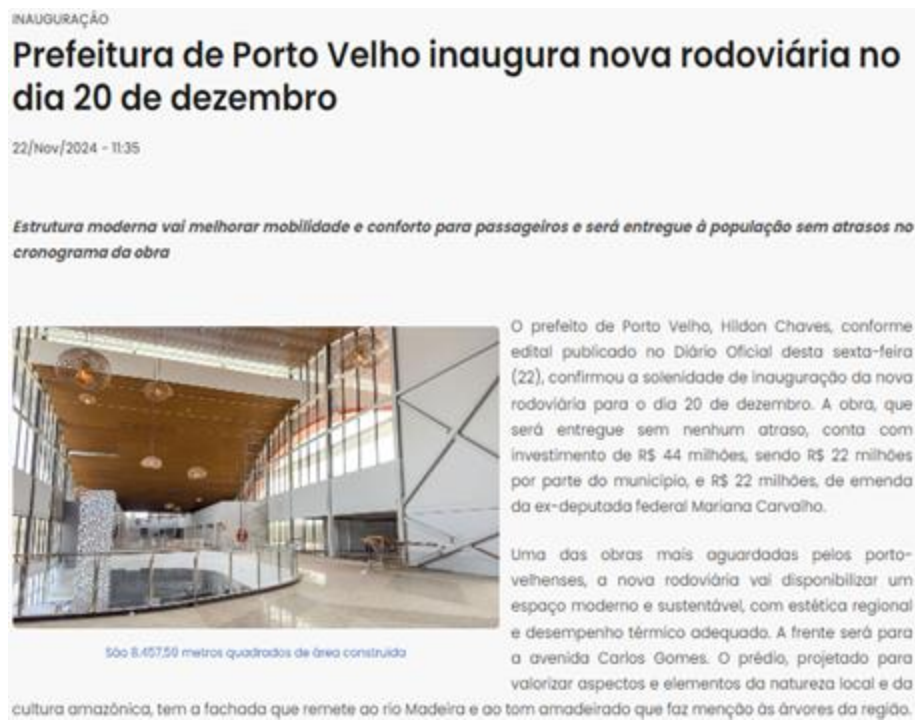 INAUGURAÇÃO
Prefeitura de Porto Velho inaugura nova rodoviária no
dia 20 de dezembro
22/Nov/2024 - 11:35
Estrutura moderna vai melhorar mobilidade e conforto para passageiros e será entregue à população sem atrasos no
cronograma da obra
São 8.457,59 metros quadrados de área construída
O prefeito de Porto Velho, Hildon Chaves, conforme
edital publicado no Diário Oficial desta sexta-feira
(22), confirmou a solenidade de inauguração da nova
rodoviária para o dia 20 de dezembro. A obra, que
será entregue sem nenhum atraso, conta com
investimento de R$ 44 milhões, sendo R$ 22 milhões
por parte do município, e R$ 22 milhões, de emenda
da ex-deputada federal Mariana Carvalho.
Uma das obras mais aguardadas pelos porto-
velhenses, a nova rodoviária vai disponibilizar um
espaço moderno e sustentável, com estética regional
e desempenho térmico adequado. A frente será para
a avenida Carlos Gomes. O prédio, projetado para
valorizar aspectos e elementos da natureza local e da
cultura amazônica, tem a fachada que remete ao rio Madeira e ao tom amadeirado que faz menção às árvores da região.